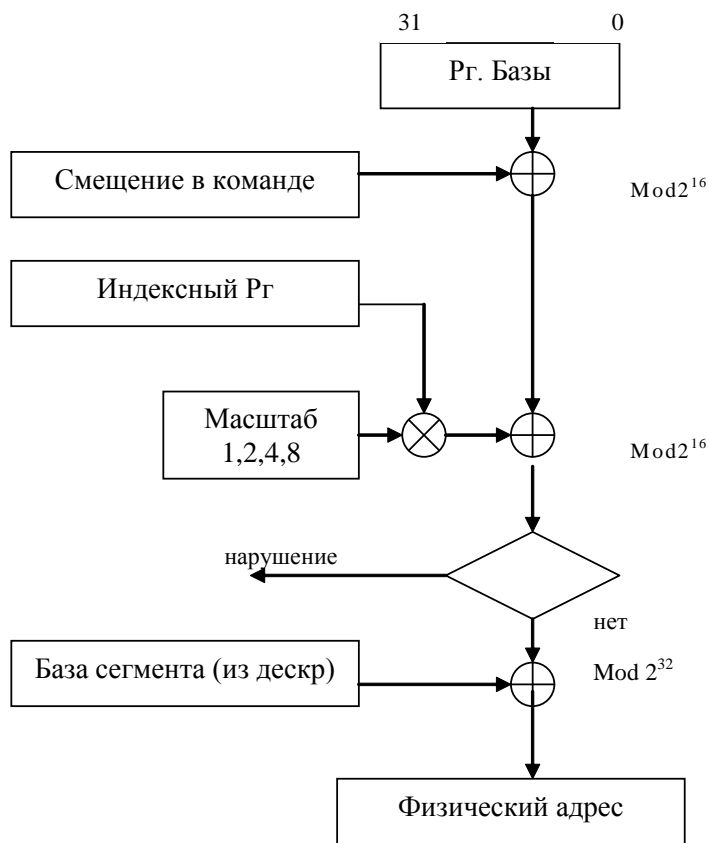 31 0
Рг. Базы
Смещение в команде
Mod2^16
Индексный Рг
Масштаб
1,2,4,8
Mod2^16
нарушение
нет
База сегмента (из дескр)
Mod 2^32
Физический адрес